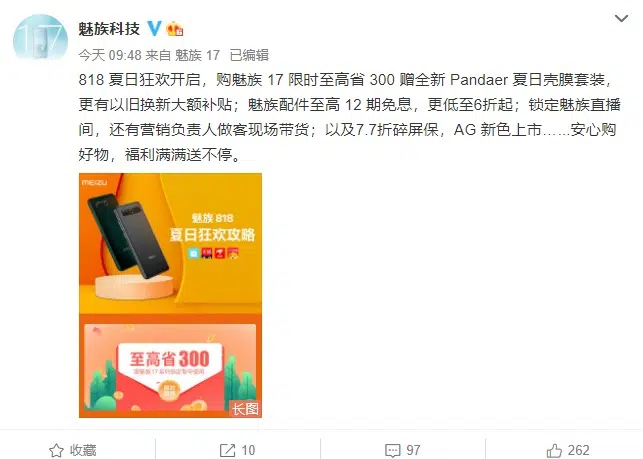 17
魅族科技
今天 09:48 来自 魅族 17 已编辑
818 夏日狂欢开启，购魅族 17 限时至高省 300 赠全新 Pandaer 夏日壳膜套装，
更有以旧换新大额补贴；魅族配件至高 12 期免息，更低至6折起；锁定魅族直播
间，还有营销负责人做客现场带货；以及7.7折碎屏保，AG 新色上市......安心购
好物，福利满满送不停。
MEIZU
魅族 818
夏日狂欢攻略
至高省 300
长图
收藏
10
97
262